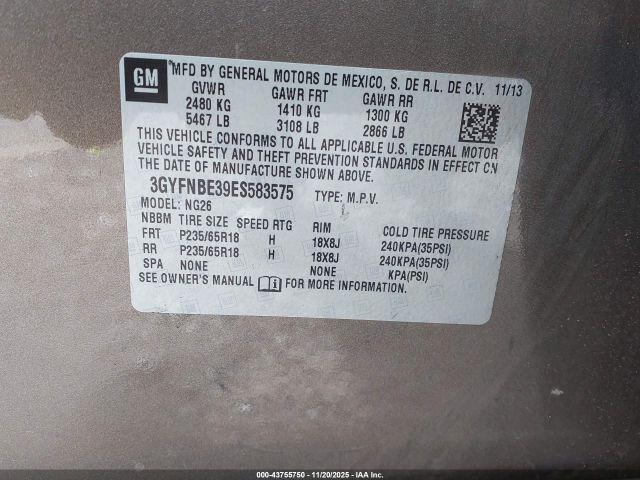 GM *MFD BY GENERAL MOTORS DE MEXICO, S. DE R.L. DE C.V. 11/13
GVWR GAWR FRT GAWR RR
2480 KG 1410 KG 1300 KG
5467 LB 3108 LB 2866 LB
THIS VEHICLE CONFORMS TO ALL APPLICABLE U.S. FEDERAL MOTOR
VEHICLE SAFETY AND THEFT PREVENTION STANDARDS IN EFFECT ON
THE DATE OF MANUFACTURE SHOWN ABOVE.
3GYFNBE39ES583575 TYPE: M.P.V.
MODEL: NG26
NBBM TIRE SIZE SPEED RTG RIM COLD TIRE PRESSURE
FRT P235/65R18 H 18X8J 240KPA(35PSI)
RR P235/65R18 H 18X8J 240KPA(35PSI)
SPA NONE NONE KPA(PSI)
SEE OWNER'S MANUAL i FOR MORE INFORMATION.
000-43755750 - 11/20/2025 - IAAI.COM